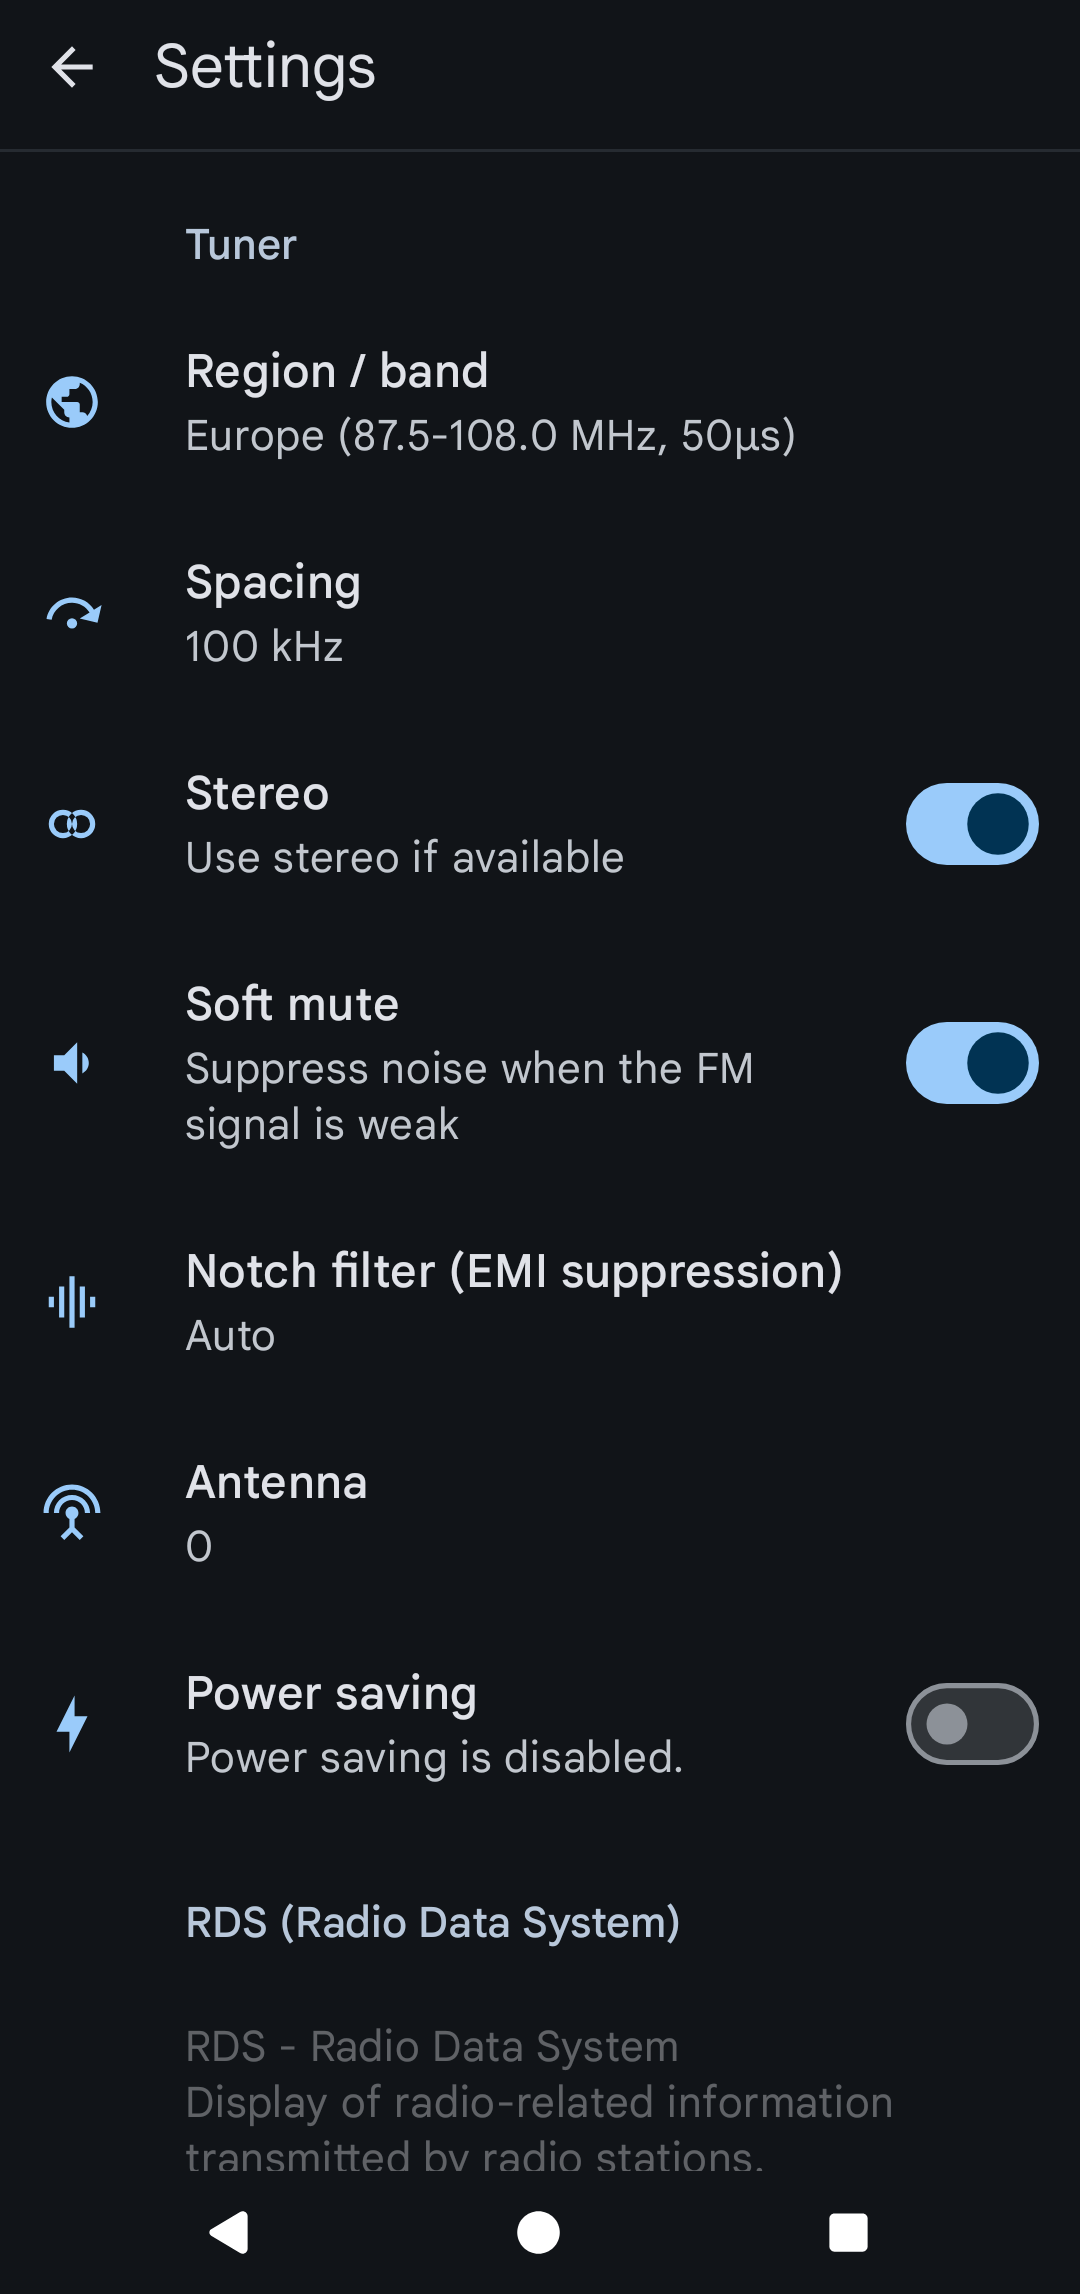 Settings
Tuner
Region / band
Europe (87.5-108.0 MHz, 50μs)
Spacing
100 kHz
Stereo
Use stereo if available
Soft mute
Suppress noise when the FM
signal is weak
Notch filter (EMI suppression)
Auto
Antenna
0
Power saving
Power saving is disabled.
RDS (Radio Data System)
RDS - Radio Data System
Display of radio-related information
transmitted by radio stations.